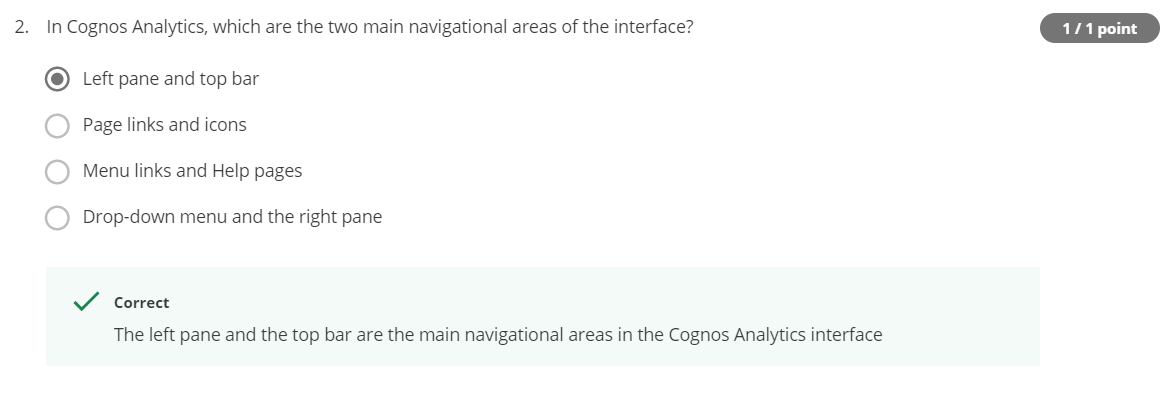 2. In Cognos Analytics, which are the two main navigational areas of the interface?
1 / 1 point
Left pane and top bar
Page links and icons
Menu links and Help pages
Drop-down menu and the right pane
Correct
The left pane and the top bar are the main navigational areas in the Cognos Analytics interface